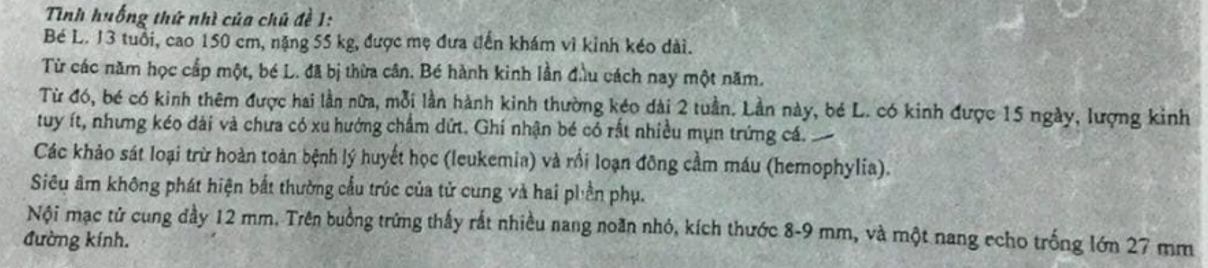 Tình huống thứ nhì của chủ đề 1:
Bé L. 13 tuổi, cao 150 cm, nặng 55 kg, được mẹ đưa đến khám vì kinh kéo dài.
Từ các năm học cấp một, bé L. đã bị thừa cân. Bé hành kinh lần đầu cách nay một năm.
Từ đó, bé có kinh thêm được hai lần nữa, mỗi lần hành kinh thường kéo dài 2 tuần. Lần này, bé L. có kinh được 15 ngày, lượng kinh
tuy ít, nhưng kéo dài và chưa có xu hướng chấm dứt. Ghi nhận bé có rất nhiều mụn trứng cá.
Các khảo sát loại trừ hoàn toàn bệnh lý huyết học (leukemia) và rối loạn đông cầm máu (hemophylia).
Siêu âm không phát hiện bất thường cấu trúc của tử cung và hai phần phụ.
Nội mạc tử cung dầy 12 mm. Trên buồng trứng thấy rất nhiều nang noãn nhỏ, kích thước 8-9 mm, và một nang echo trống lớn 27 mm
đường kính.